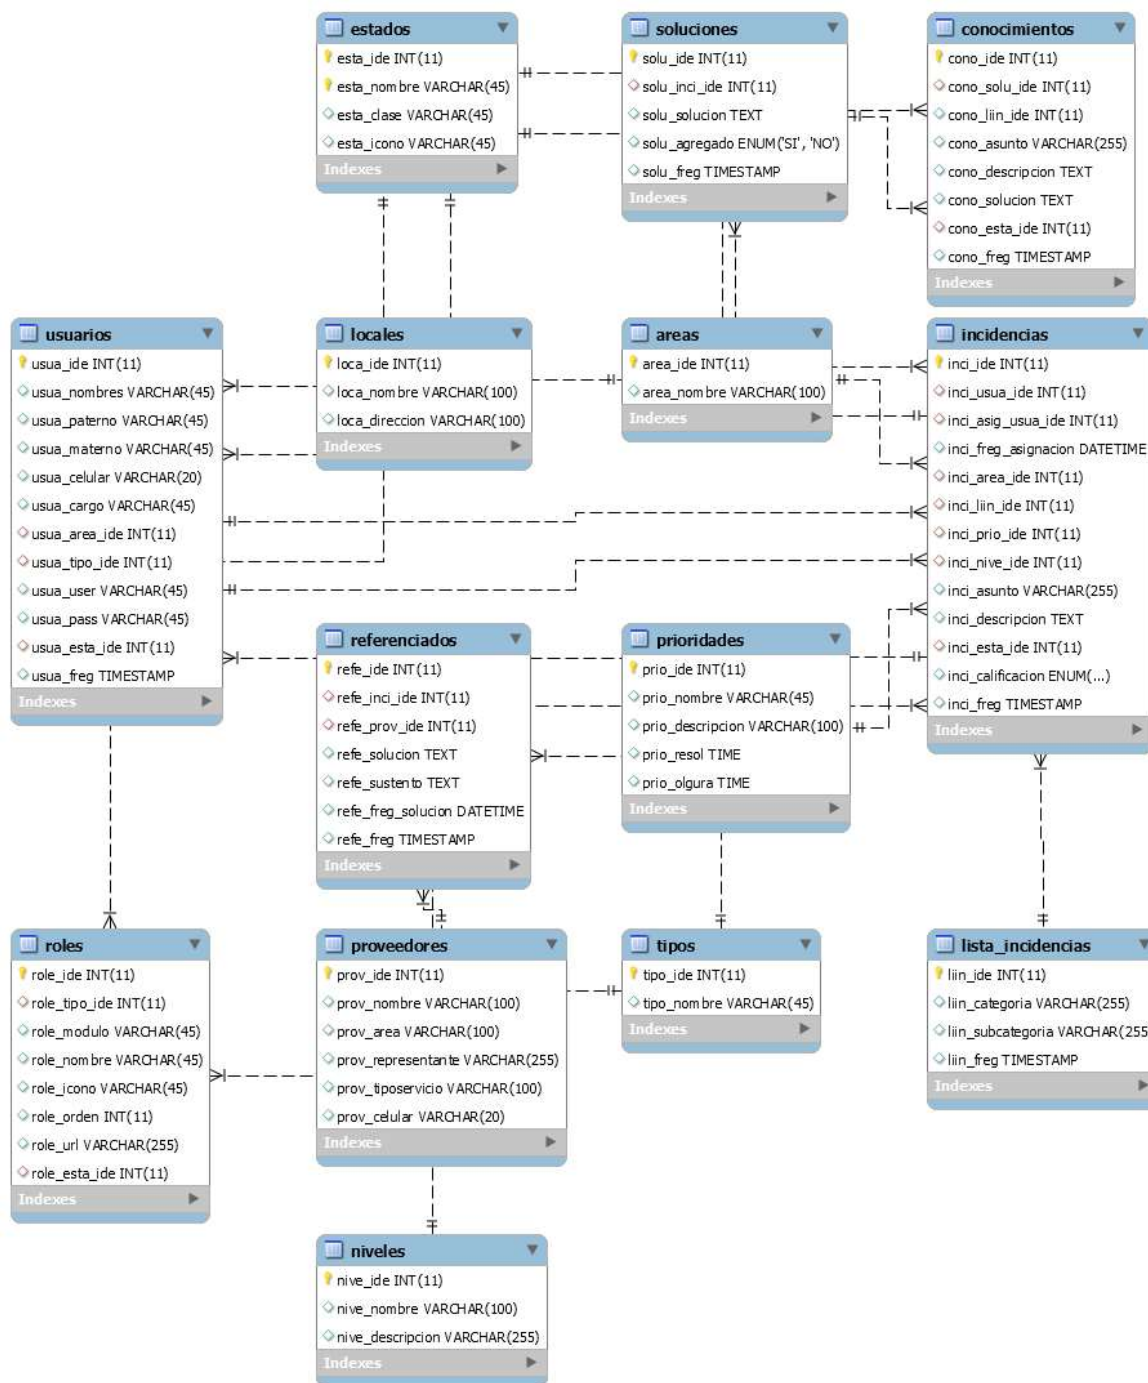 estados
esta_ide INT(11)
esta_nombre VARCHAR(45)
esta_clase VARCHAR(45)
esta_icono VARCHAR(45)
Indexes
soluciones
solu_ide INT(11)
solu_inci_ide INT(11)
solu_solucion TEXT
solu_agregado ENUM('SI', 'NO')
solu_freg TIMESTAMP
Indexes
conocimientos
cono_ide INT(11)
cono_solu_ide INT(11)
cono_liin_ide INT(11)
cono_asunto VARCHAR(255)
cono_descripcion TEXT
cono_solucion TEXT
cono_esta_ide INT(11)
cono_freg TIMESTAMP
Indexes
usuarios
usua_ide INT(11)
usua_nombres VARCHAR(45)
usua_paterno VARCHAR(45)
usua_materno VARCHAR(45)
usua_celular VARCHAR(20)
usua_cargo VARCHAR(45)
usua_area_ide INT(11)
usua_tipo_ide INT(11)
usua_user VARCHAR(45)
usua_pass VARCHAR(45)
usua_esta_ide INT(11)
usua_freg TIMESTAMP
Indexes
locales
loca_ide INT(11)
loca_nombre VARCHAR(100)
loca_direccion VARCHAR(100)
Indexes
areas
area_ide INT(11)
area_nombre VARCHAR(100)
Indexes
incidencias
inci_ide INT(11)
inci_usua_ide INT(11)
inci_asig_usua_ide INT(11)
inci_freg_asignacion DATETIME
inci_area_ide INT(11)
inci_liin_ide INT(11)
inci_prio_ide INT(11)
inci_nive_ide INT(11)
inci_asunto VARCHAR(255)
inci_descripcion TEXT
inci_esta_ide INT(11)
inci_calificacion ENUM(...)
inci_freg TIMESTAMP
Indexes
referenciados
refe_ide INT(11)
refe_inci_ide INT(11)
refe_prov_ide INT(11)
refe_solucion TEXT
refe_sustento TEXT
refe_freg_solucion DATETIME
refe_freg TIMESTAMP
Indexes
prioridades
prio_ide INT(11)
prio_nombre VARCHAR(45)
prio_descripcion VARCHAR(100)
prio_resol TIME
prio_olgura TIME
Indexes
roles
role_ide INT(11)
role_tipo_ide INT(11)
role_modulo VARCHAR(45)
role_nombre VARCHAR(45)
role_icono VARCHAR(45)
role_orden INT(11)
role_url VARCHAR(255)
role_esta_ide INT(11)
Indexes
proveedores
prov_ide INT(11)
prov_nombre VARCHAR(100)
prov_area VARCHAR(100)
prov_representante VARCHAR(255)
prov_tiposervicio VARCHAR(100)
prov_celular VARCHAR(20)
Indexes
tipos
tipo_ide INT(11)
tipo_nombre VARCHAR(45)
Indexes
lista_incidencias
liin_ide INT(11)
liin_categoria VARCHAR(255)
liin_subcategoria VARCHAR(255
liin_freg TIMESTAMP
Indexes
niveles
nive_ide INT(11)
nive_nombre VARCHAR(100)
nive_descripcion VARCHAR(255)
Indexes